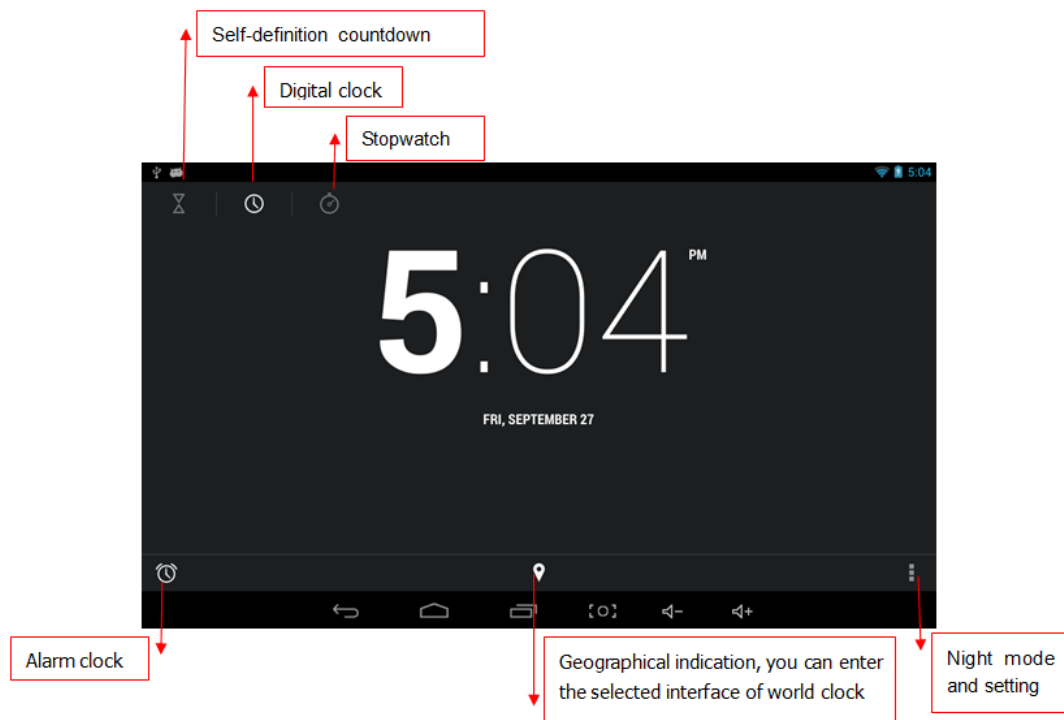 Self-definition countdown
Digital clock
Stopwatch
5:04
5:04 PM
FRI, SEPTEMBER 27
Alarm clock
Geographical indication, you can enter
the selected interface of world clock
Night mode
and setting